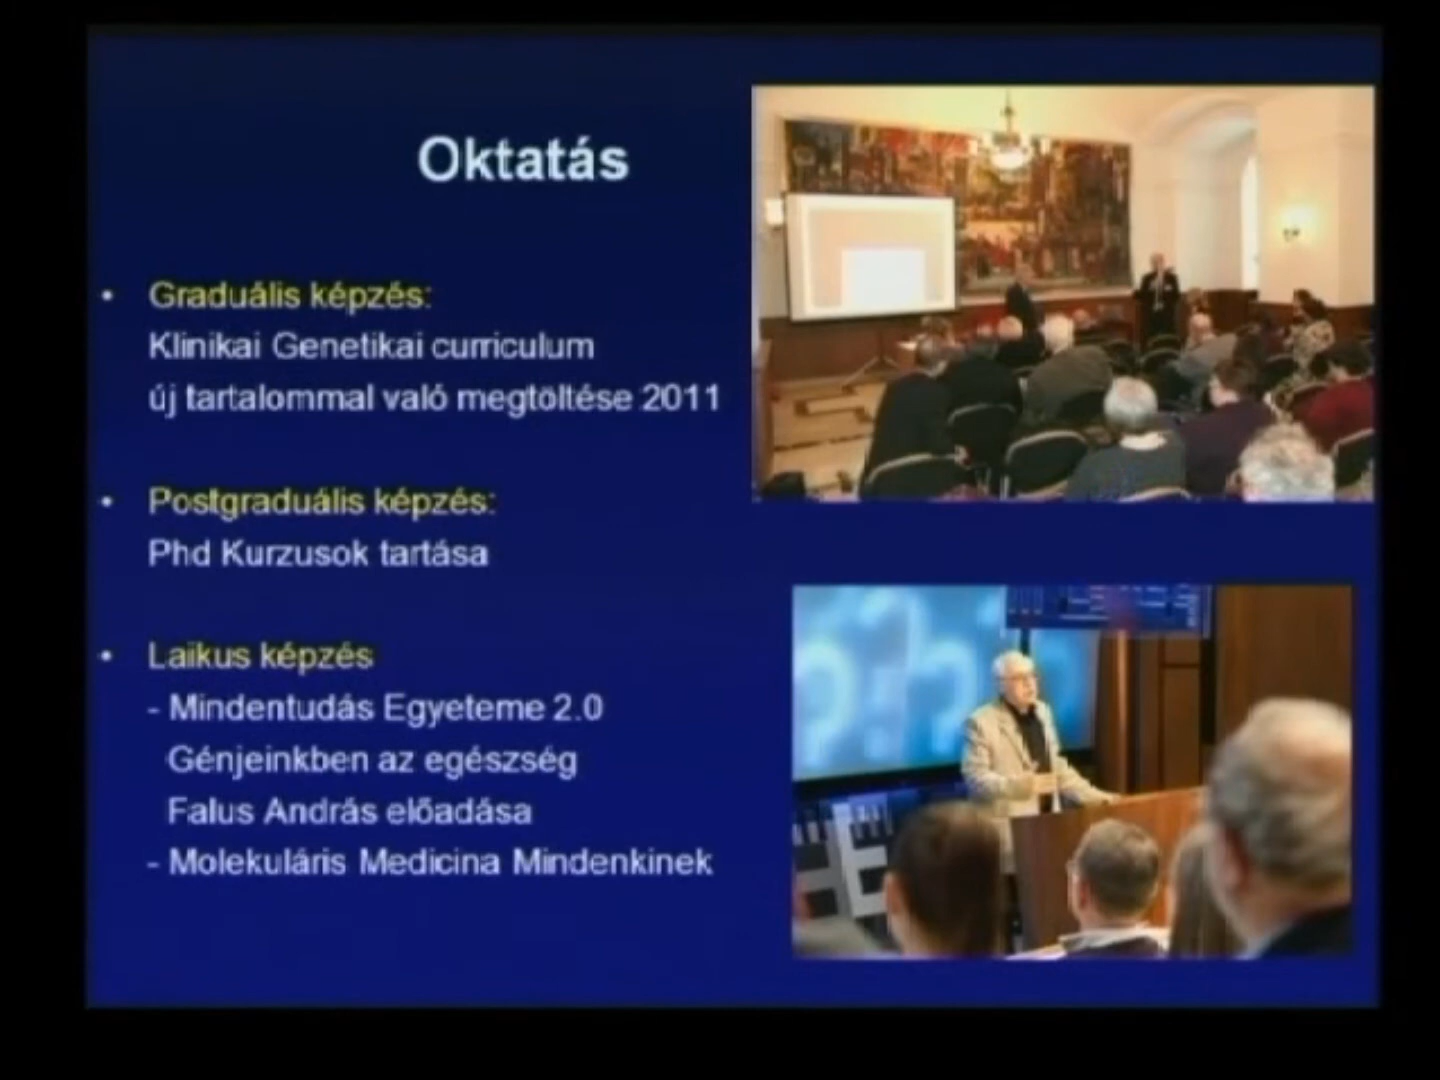 Oktatás
• Graduális képzés:
Klinikai Genetikai curriculum
új tartalommal való megtöltése 2011
• Postgraduális képzés:
Phd Kurzusok tartása
• Laikus képzés
- Mindentudás Egyeteme 2.0
Génjeinkben az egészség
Falus András előadása
- Molekuláris Medicina Mindenkinek